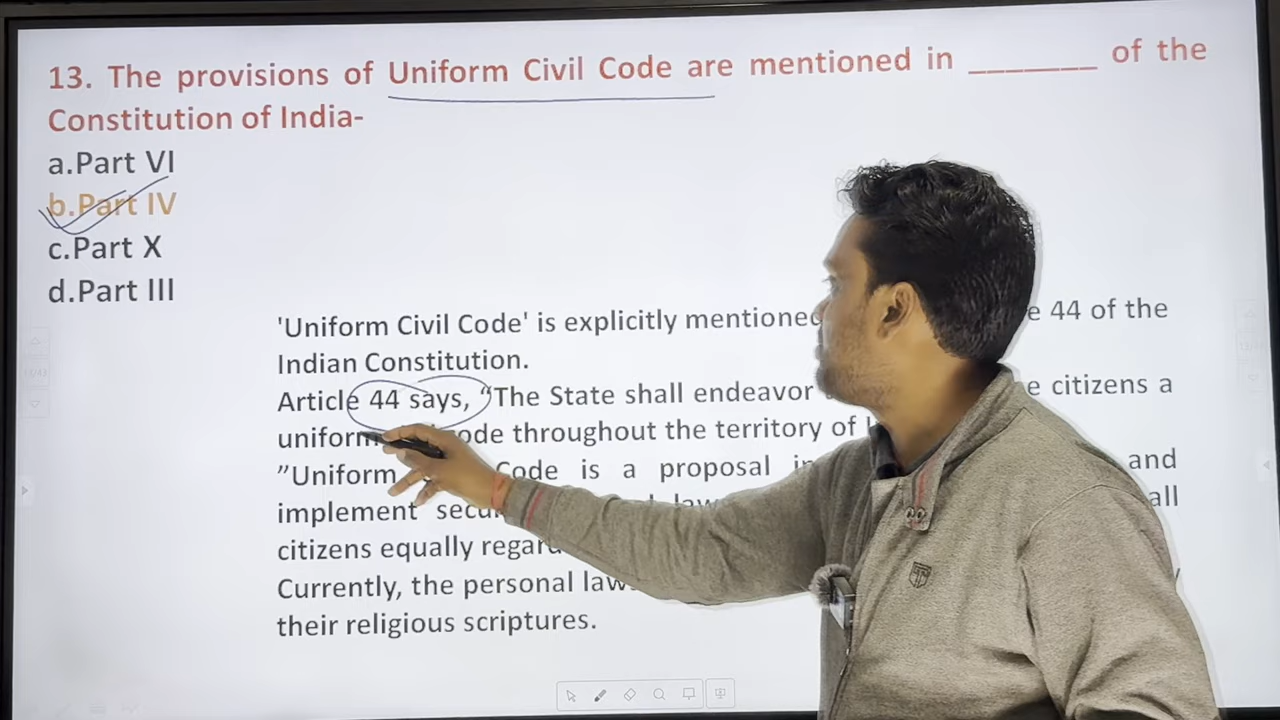 13. The provisions of Uniform Civil Code are mentioned in _______ of the
Constitution of India-
a.Part VI
b.Part IV
c.Part X
d.Part III
'Uniform Civil Code' is explicitly mentioned 44 of the
Indian Constitution.
Article 44 says, “The State shall endeavor citizens a
uniform code throughout the territory of
”Uniform Code is a proposal and
implement all
citizens equally
Currently, the personal
their religious scriptures.